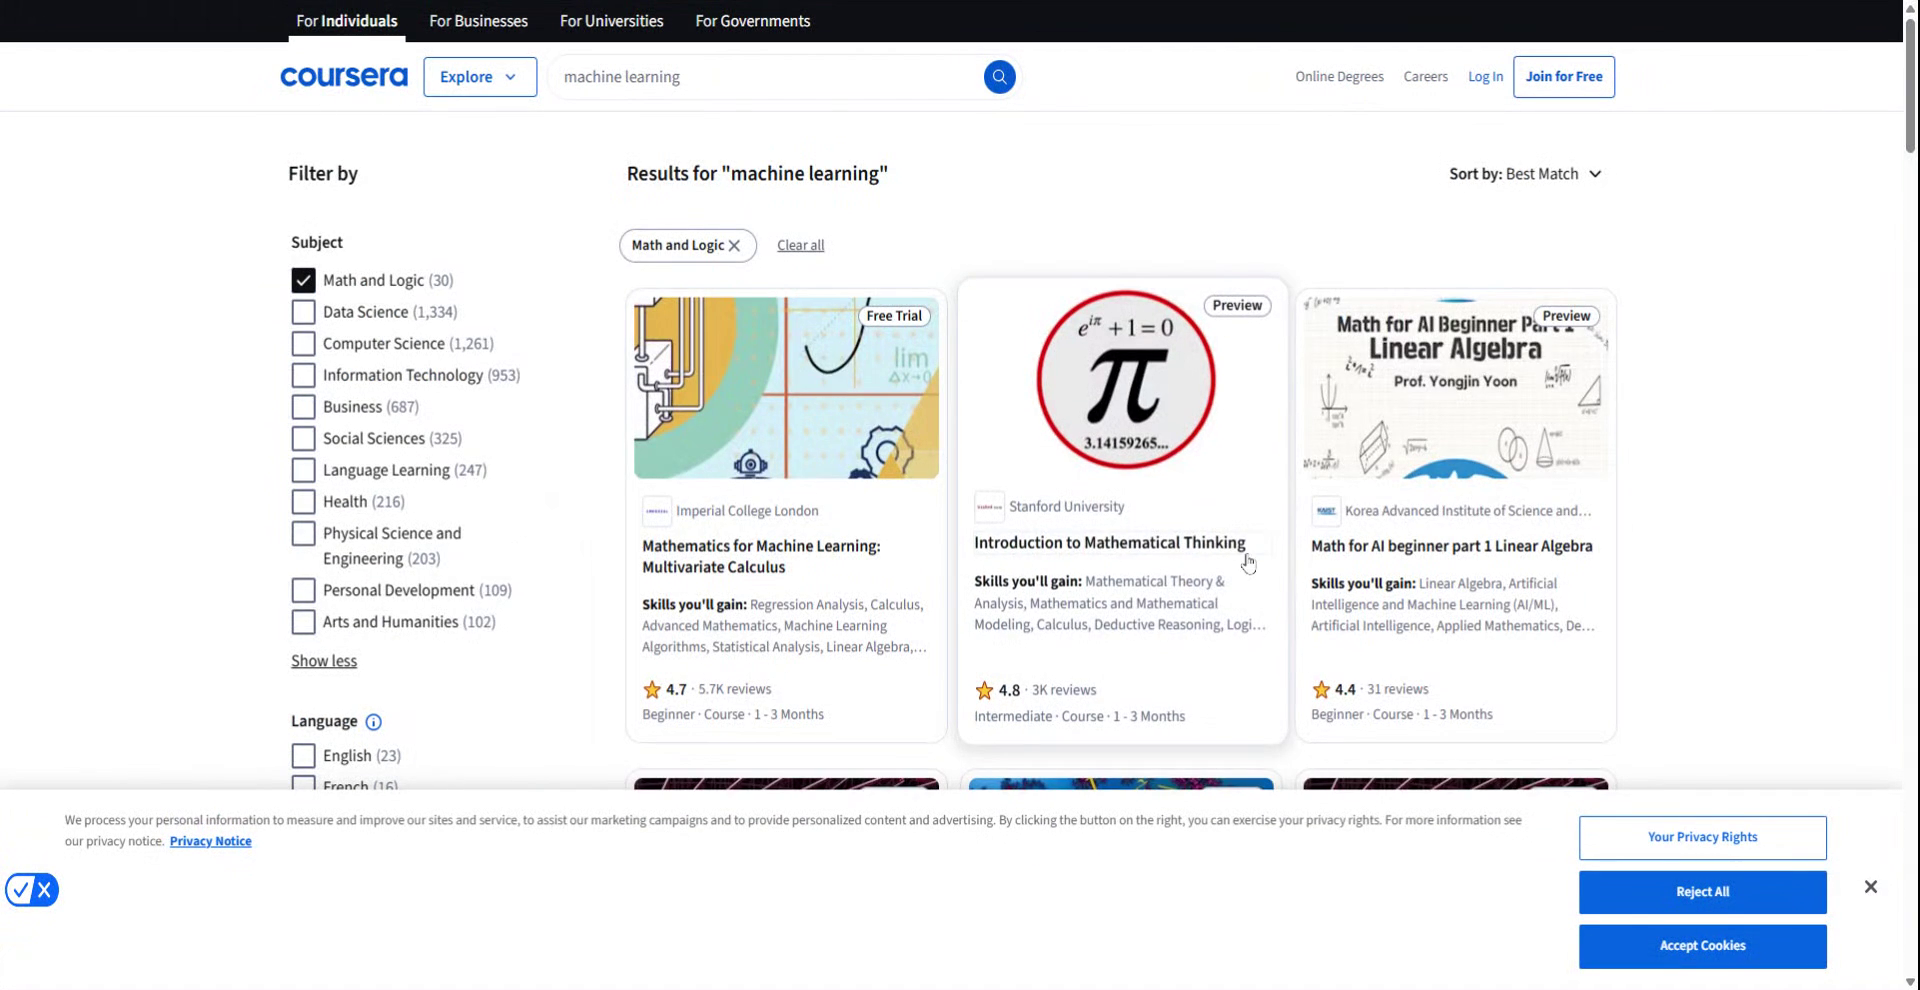 For Individuals
For Businesses
For Universities
For Governments
coursera
Explore
machine learning
Online Degrees
Careers
Log In
Join for Free
Filter by
Results for "machine learning"
Sort by: Best Match
Math and Logic
Clear all
Subject
Math and Logic (30)
Data Science (1,334)
Computer Science (1,261)
Information Technology (953)
Business (687)
Social Sciences (325)
Language Learning (247)
Health (216)
Physical Science and
Engineering (203)
Personal Development (109)
Arts and Humanities (102)
Show less
Language
English (23)
French (16)
Free Trial
lim
Δx→0
Imperial College London
Mathematics for Machine Learning:
Multivariate Calculus
Skills you'll gain: Regression Analysis, Calculus,
Advanced Mathematics, Machine Learning
Algorithms, Statistical Analysis, Linear Algebra,...
4.7 · 5.7K reviews
Beginner · Course · 1 - 3 Months
Preview
e^iπ + 1 = 0
π
3.14159265...
Stanford University
Introduction to Mathematical Thinking
Skills you'll gain: Mathematical Theory &
Analysis, Mathematics and Mathematical
Modeling, Calculus, Deductive Reasoning, Logi...
4.8 · 3K reviews
Intermediate · Course · 1 - 3 Months
Preview
Math for AI Beginner Part 1
Linear Algebra
Prof. Yongjin Yoon
KAIST
Korea Advanced Institute of Science and...
Math for AI beginner part 1 Linear Algebra
Skills you'll gain: Linear Algebra, Artificial
Intelligence and Machine Learning (AI/ML),
Artificial Intelligence, Applied Mathematics, De...
4.4 · 31 reviews
Beginner · Course · 1 - 3 Months
We process your personal information to measure and improve our sites and service, to assist our marketing campaigns and to provide personalized content and advertising. By clicking the button on the right, you can exercise your privacy rights. For more information see
our privacy notice. Privacy Notice
Your Privacy Rights
Reject All
Accept Cookies